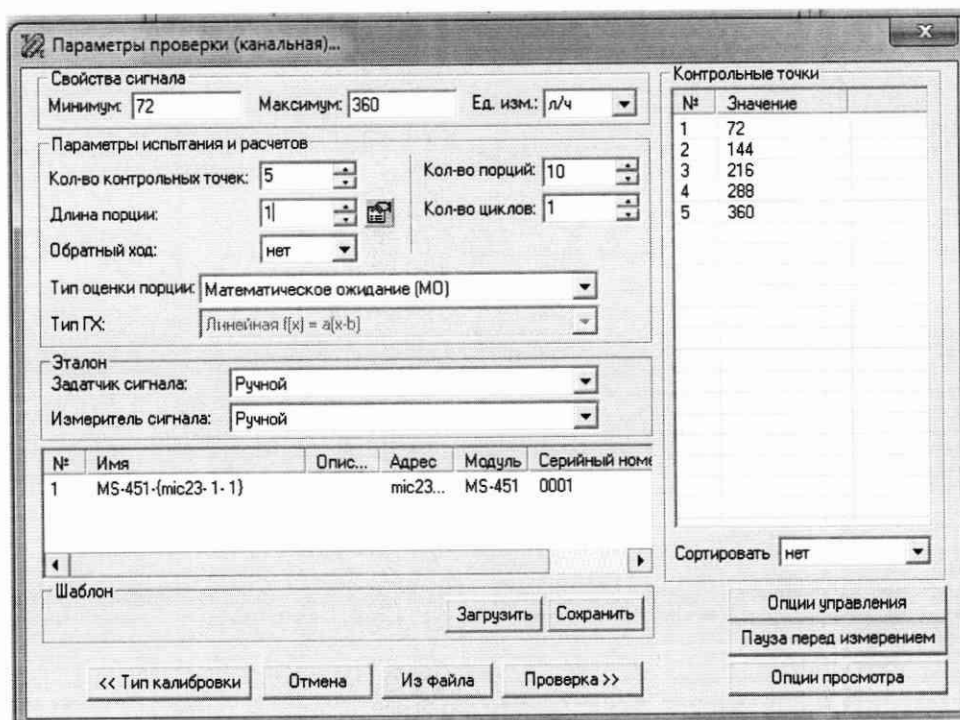 Параметры проверки (канальная)...
Свойства сигнала
Минимум: 72 Максимум: 360 Ед. изм.: л/ч
Параметры испытания и расчетов
Кол-во контрольных точек: 5 Кол-во порций: 10
Длина порции: 1 Кол-во циклов: 1
Обратный ход: нет
Тип оценки порции: Математическое ожидание (МО)
Тип ГХ: Линейная f(x) = a(x-b)
Эталон
Задатчик сигнала: Ручной
Измеритель сигнала: Ручной
№ Имя Опис... Адрес Модуль Серийный номе
1 MS-451-{mic23- 1- 1} mic23... MS-451 0001
Шаблон
Загрузить Сохранить
<< Тип калибровки Отмена Из файла Проверка >>
Контрольные точки
№ Значение
1 72
2 144
3 216
4 288
5 360
Сортировать нет
Опции управления
Пауза перед измерением
Опции просмотра